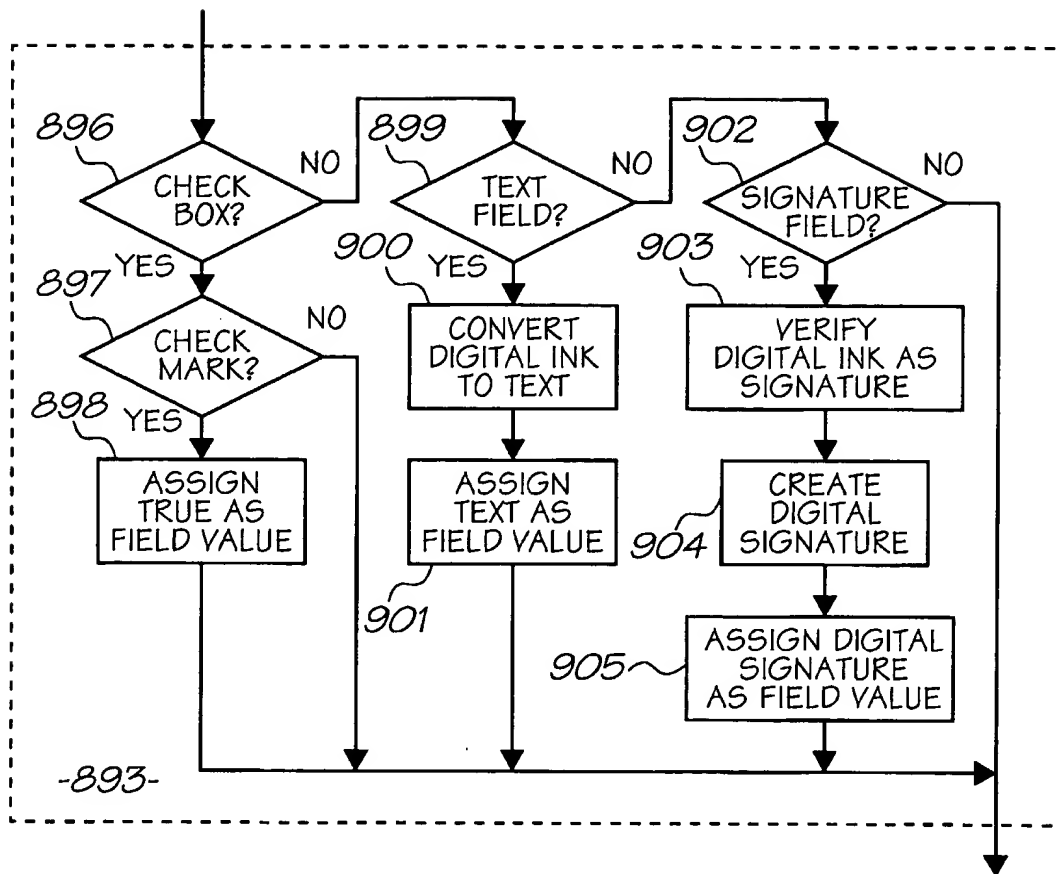 896
CHECK
BOX?
NO
YES
897
CHECK
MARK?
NO
YES
898
ASSIGN
TRUE AS
FIELD VALUE
899
TEXT
FIELD?
NO
YES
900
CONVERT
DIGITAL INK
TO TEXT
ASSIGN
TEXT AS
FIELD VALUE
901
902
SIGNATURE
FIELD?
NO
YES
903
VERIFY
DIGITAL INK AS
SIGNATURE
CREATE
DIGITAL
SIGNATURE
904
ASSIGN DIGITAL
SIGNATURE
AS FIELD VALUE
905
-893-